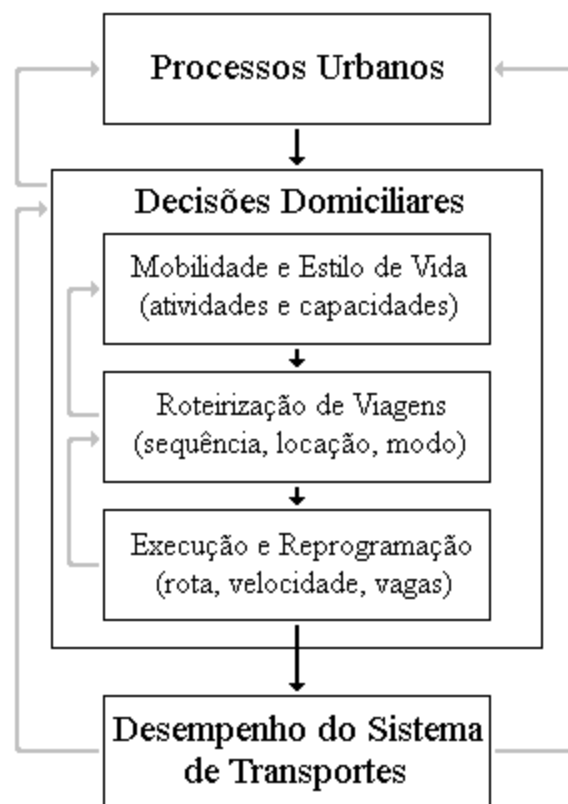 Processos Urbanos
Decisões Domiciliares
Mobilidade e Estilo de Vida
(atividades e capacidades)
Roteirização de Viagens
(sequência, locação, modo)
Execução e Reprogramação
(rota, velocidade, vagas)
Desempenho do Sistema
de Transportes